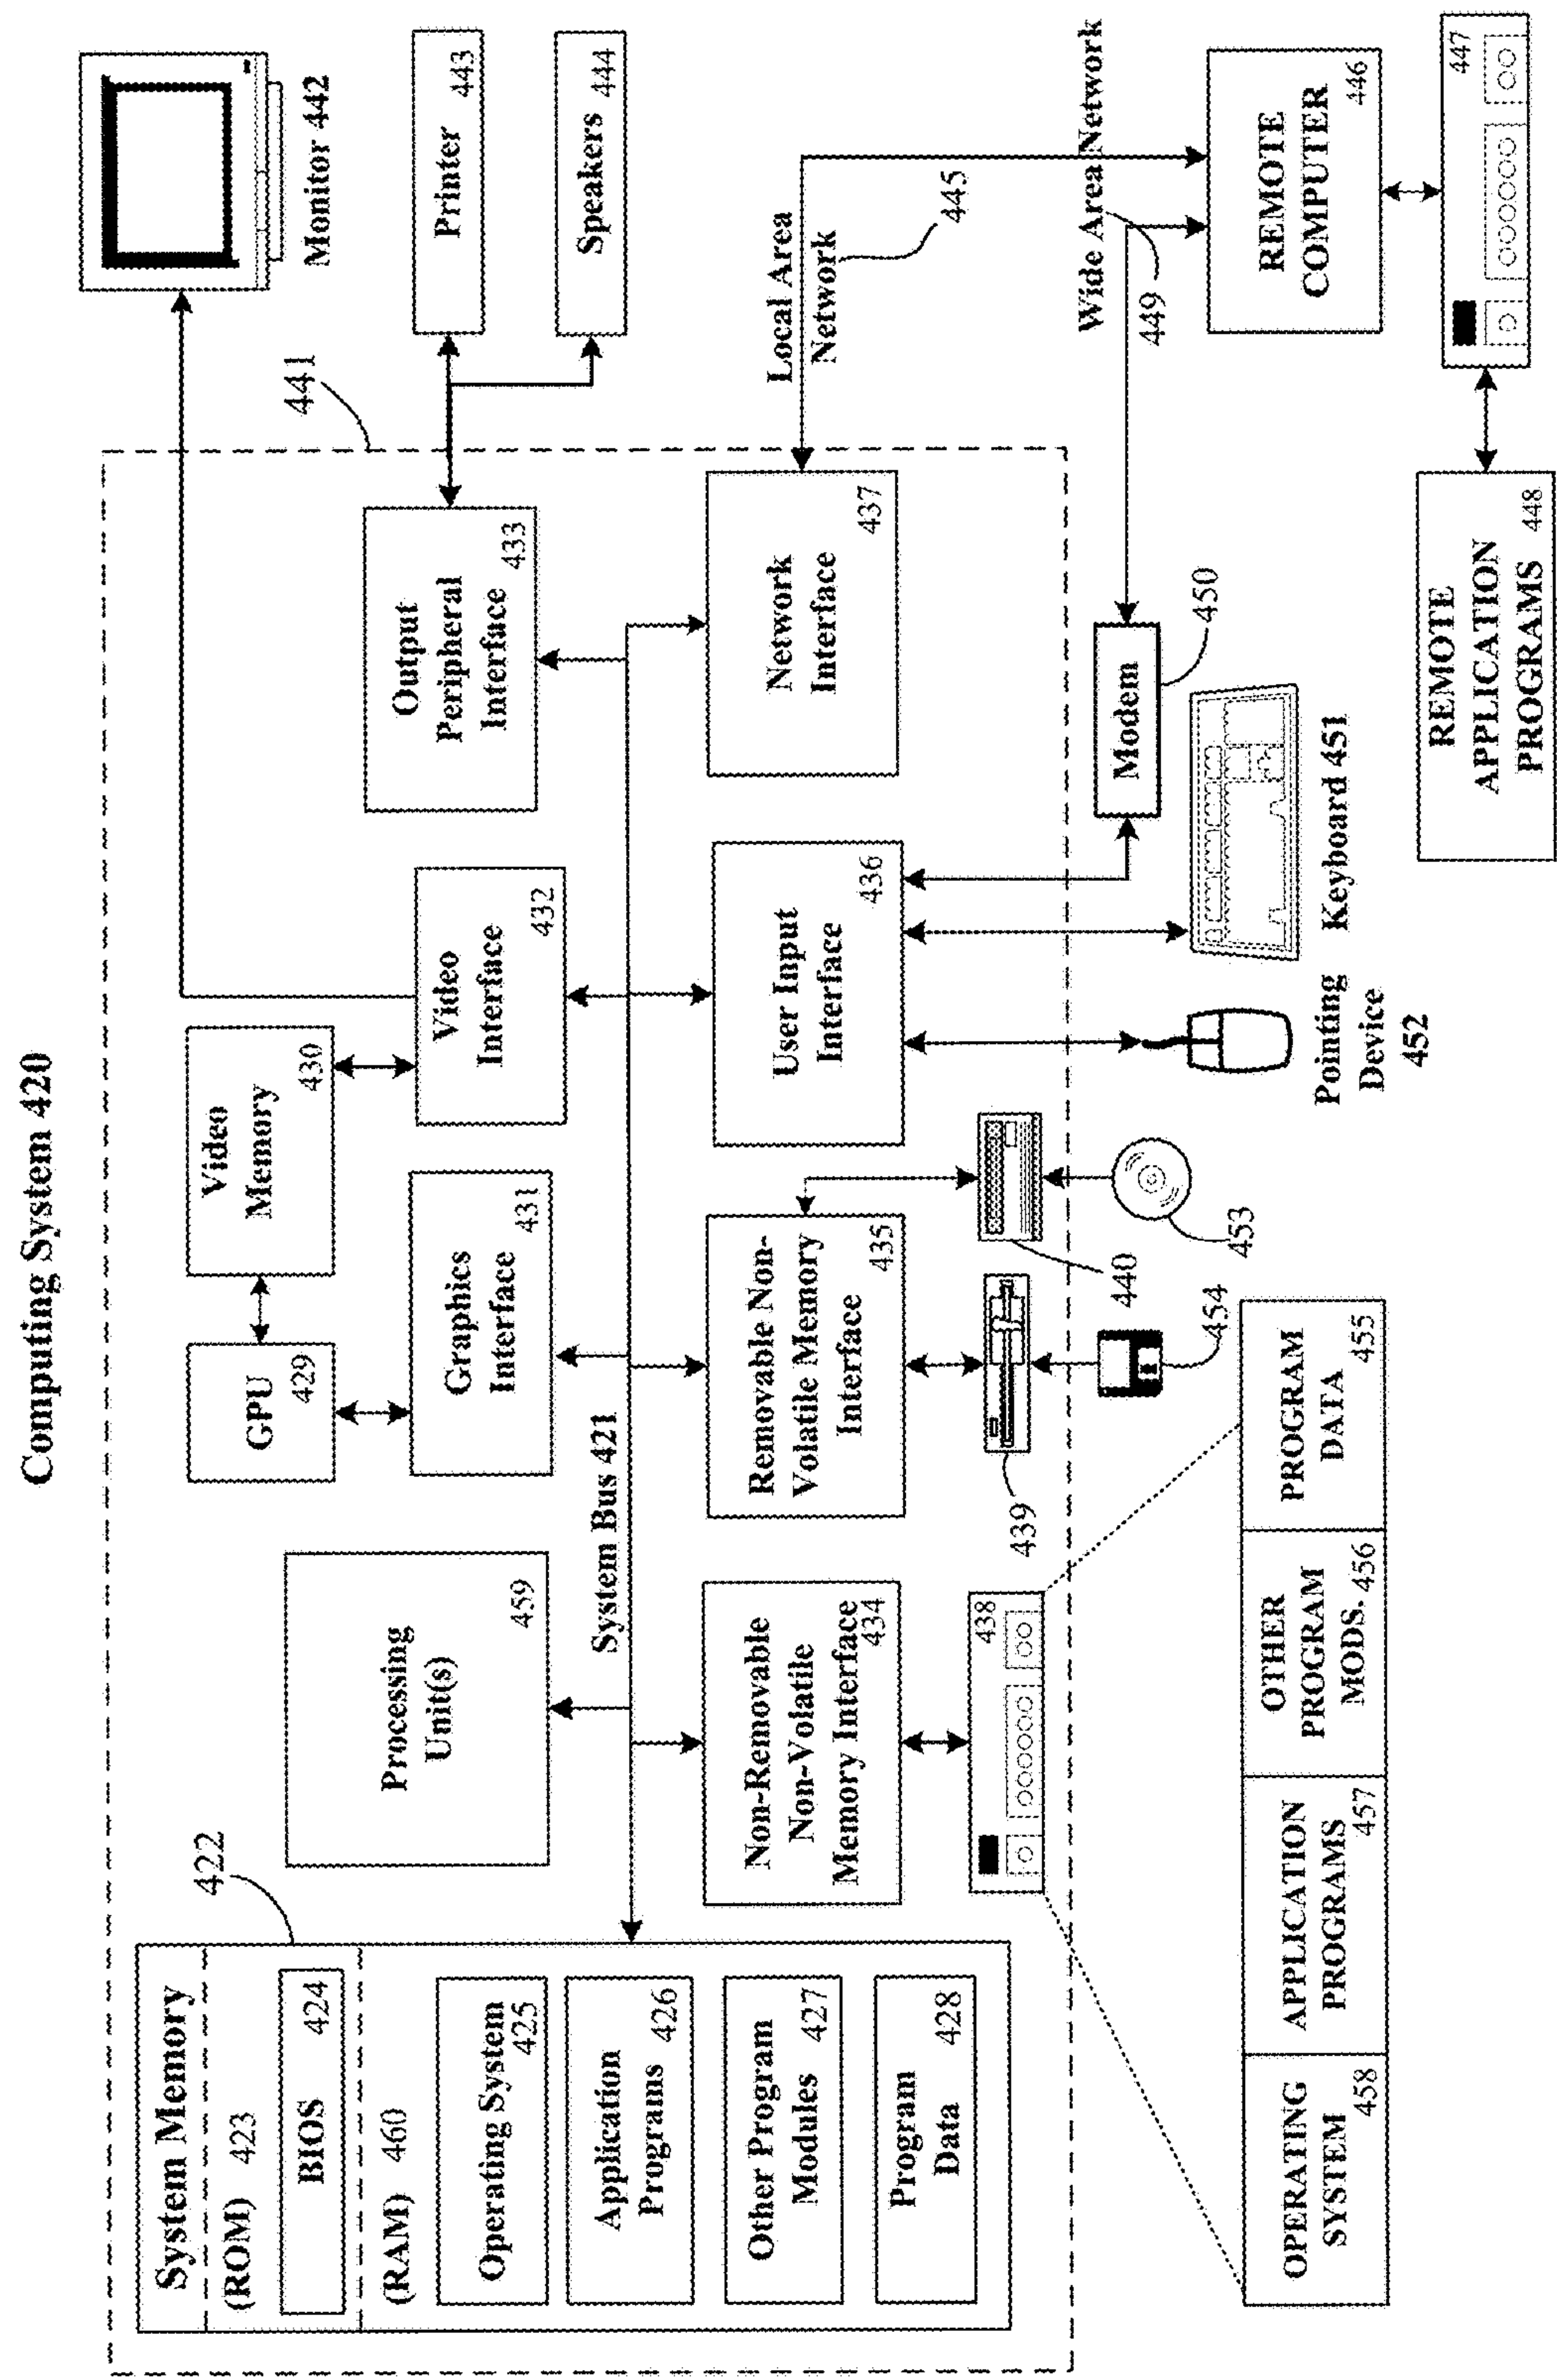 Computing System 420
System Memory
(ROM) 423
BIOS 424
(RAM) 460
Operating System
425
Application
Programs 426
Other Program
Modules 427
Program
Data 428
422
Processing
Unit(s)
459
System Bus 421
GPU
429
Video
Memory
430
Graphics
Interface
431
Video
Interface
432
Output
Peripheral
Interface
433
441
Monitor 442
Printer
443
Speakers
444
Non-Removable
Non-Volatile
Memory Interface
434
Removable Non-
Volatile Memory
Interface
435
User Input
Interface
436
Network
Interface
437
Local Area
Network
445
438
439
440
453
454
Pointing
Device
452
Keyboard 451
Modem
450
Wide Area Network
449
REMOTE
COMPUTER
446
447
REMOTE
APPLICATION
PROGRAMS
448
OPERATING
SYSTEM
458
APPLICATION
PROGRAMS
457
OTHER
PROGRAM
MODS. 456
PROGRAM
DATA
455